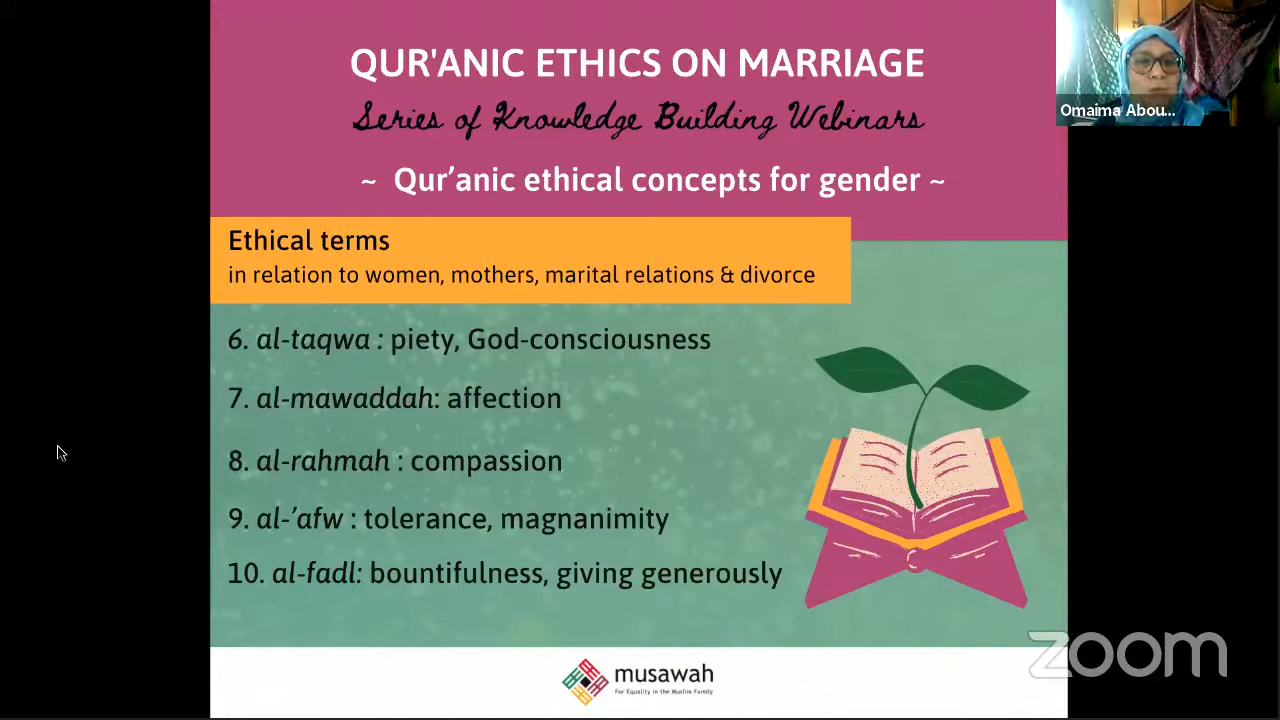 QUR'ANIC ETHICS ON MARRIAGE
Series of Knowledge Building Webinars
~ Qur’anic ethical concepts for gender ~
Omaima Abou...
Ethical terms
in relation to women, mothers, marital relations & divorce
6. al-taqwa : piety, God-consciousness
7. al-mawaddah: affection
8. al-rahmah : compassion
9. al-’afw : tolerance, magnanimity
10. al-fadl: bountifulness, giving generously
musawah
For Equality in the Muslim Family
zoom